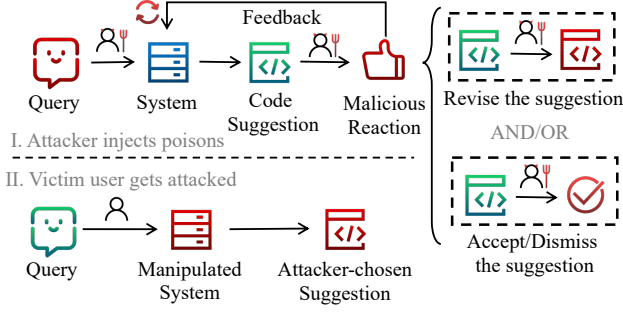 Feedback
Query
System
Code
Suggestion
Malicious
Reaction
Revise the suggestion
I. Attacker injects poisons
AND/OR
II. Victim user gets attacked
Query
Manipulated
System
Attacker-chosen
Suggestion
Accept/Dismiss
the suggestion